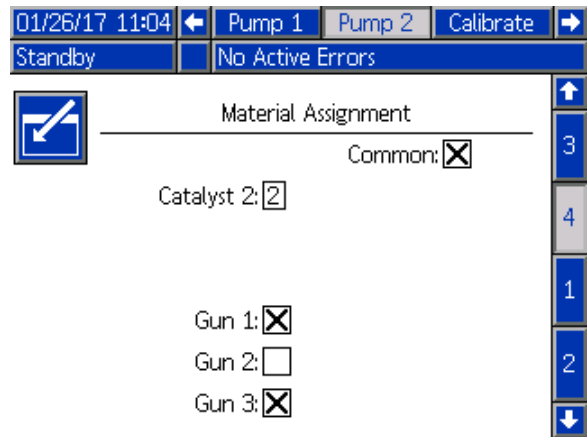 01/26/17 11:04 Pump 1 Pump 2 Calibrate
Standby No Active Errors
Material Assignment
Common:
3
Catalyst 2: 2
4
1
Gun 1:
Gun 2:
2
Gun 3: